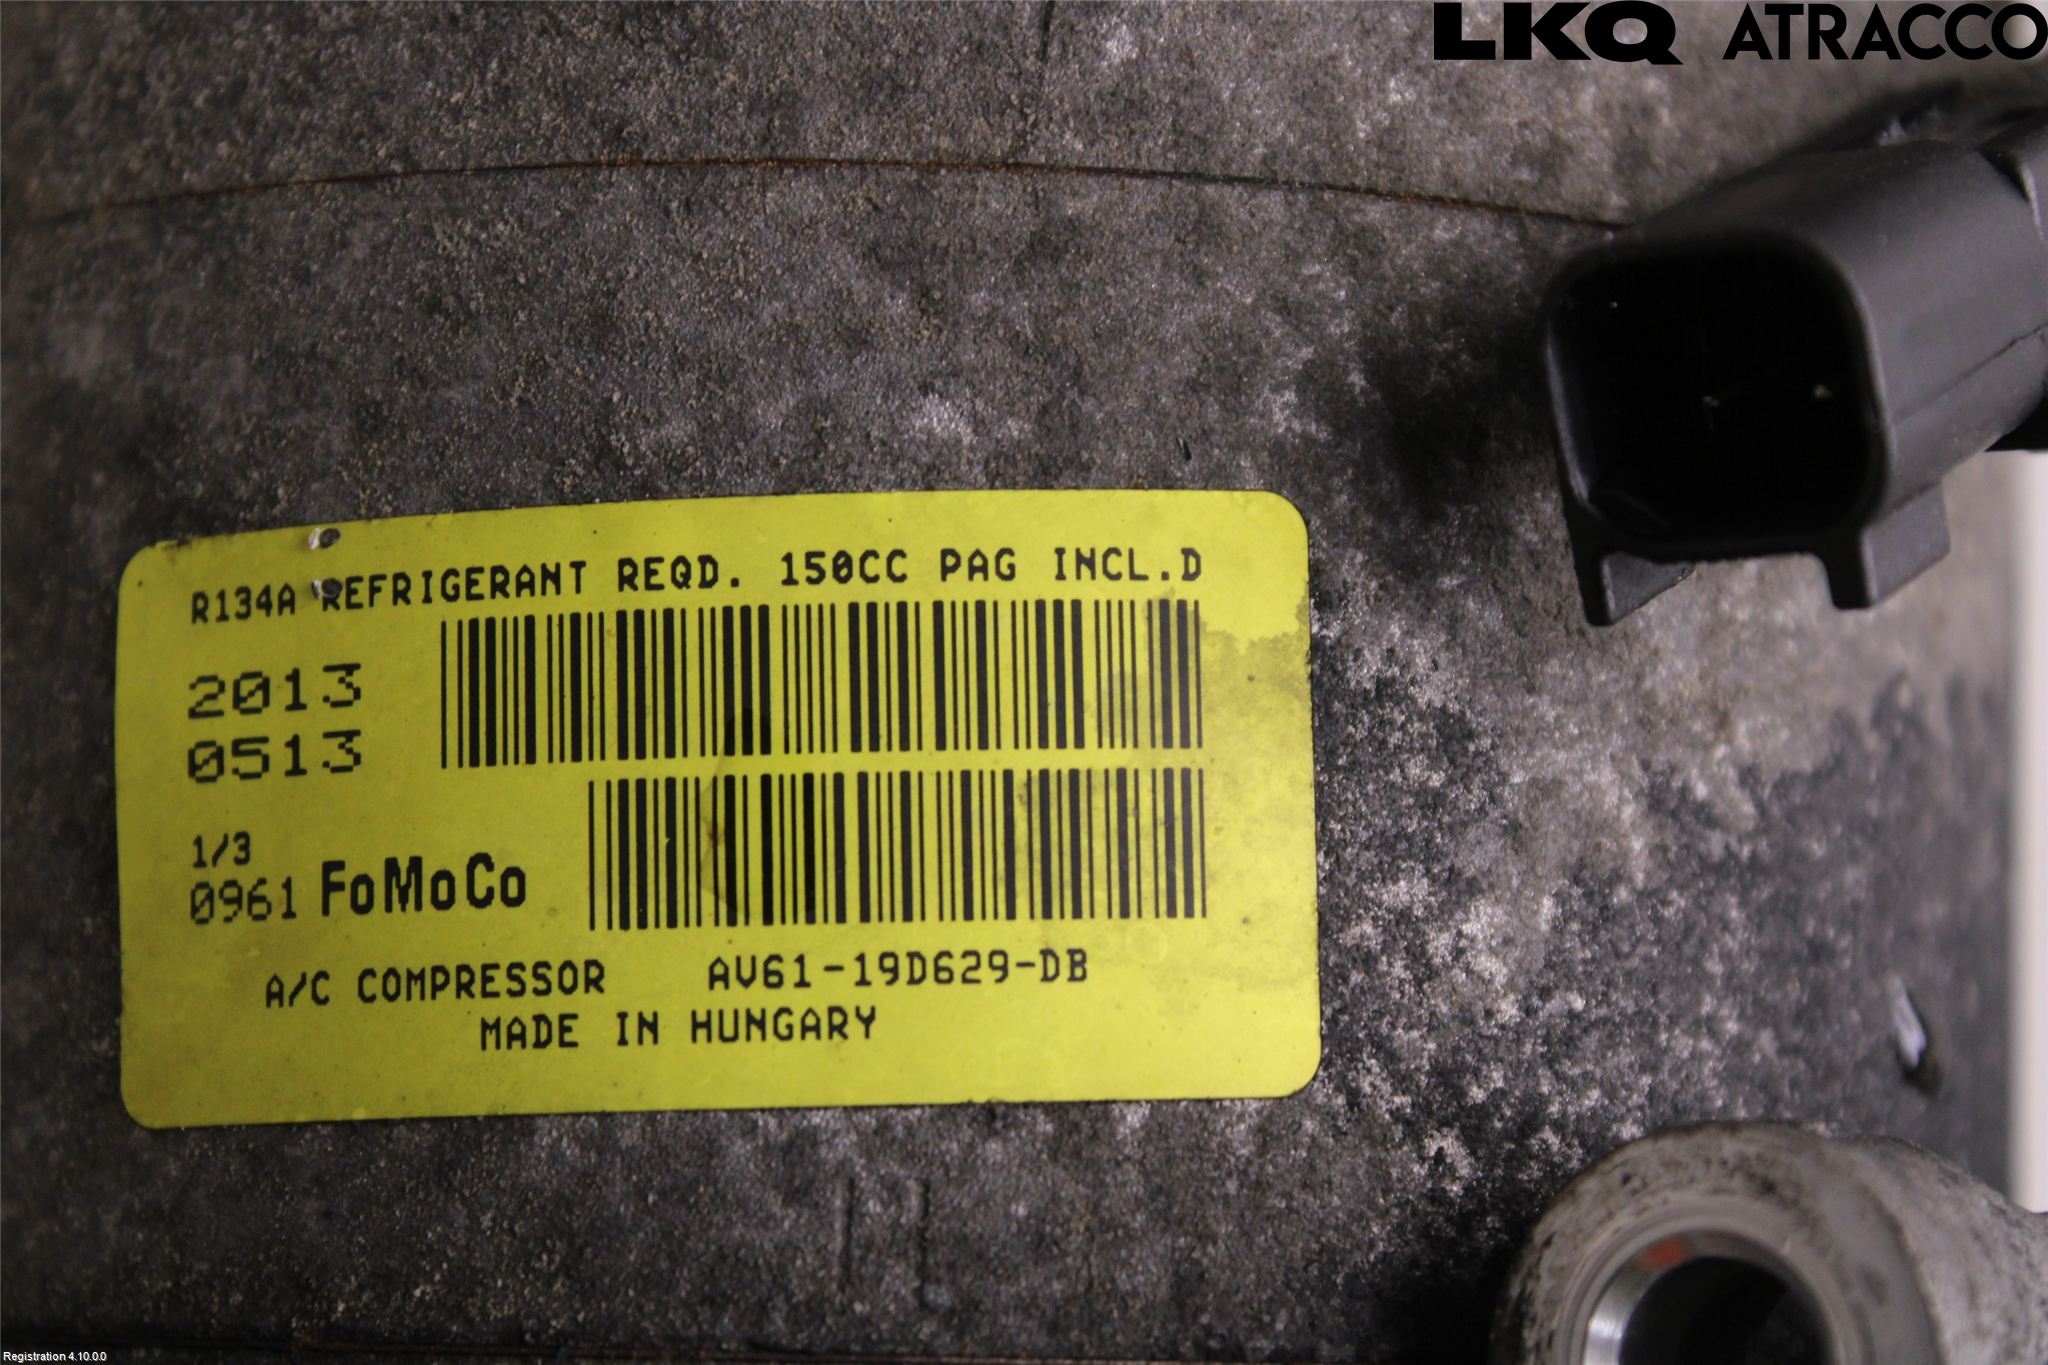 LKQ ATRACCO
R134A REFRIGERANT REQD. 150CC PAG INCL.D
2013
0513
1/3
0961 FoMoCo
A/C COMPRESSOR AV61-19D629-DB
MADE IN HUNGARY
Registration 4.10.0.0